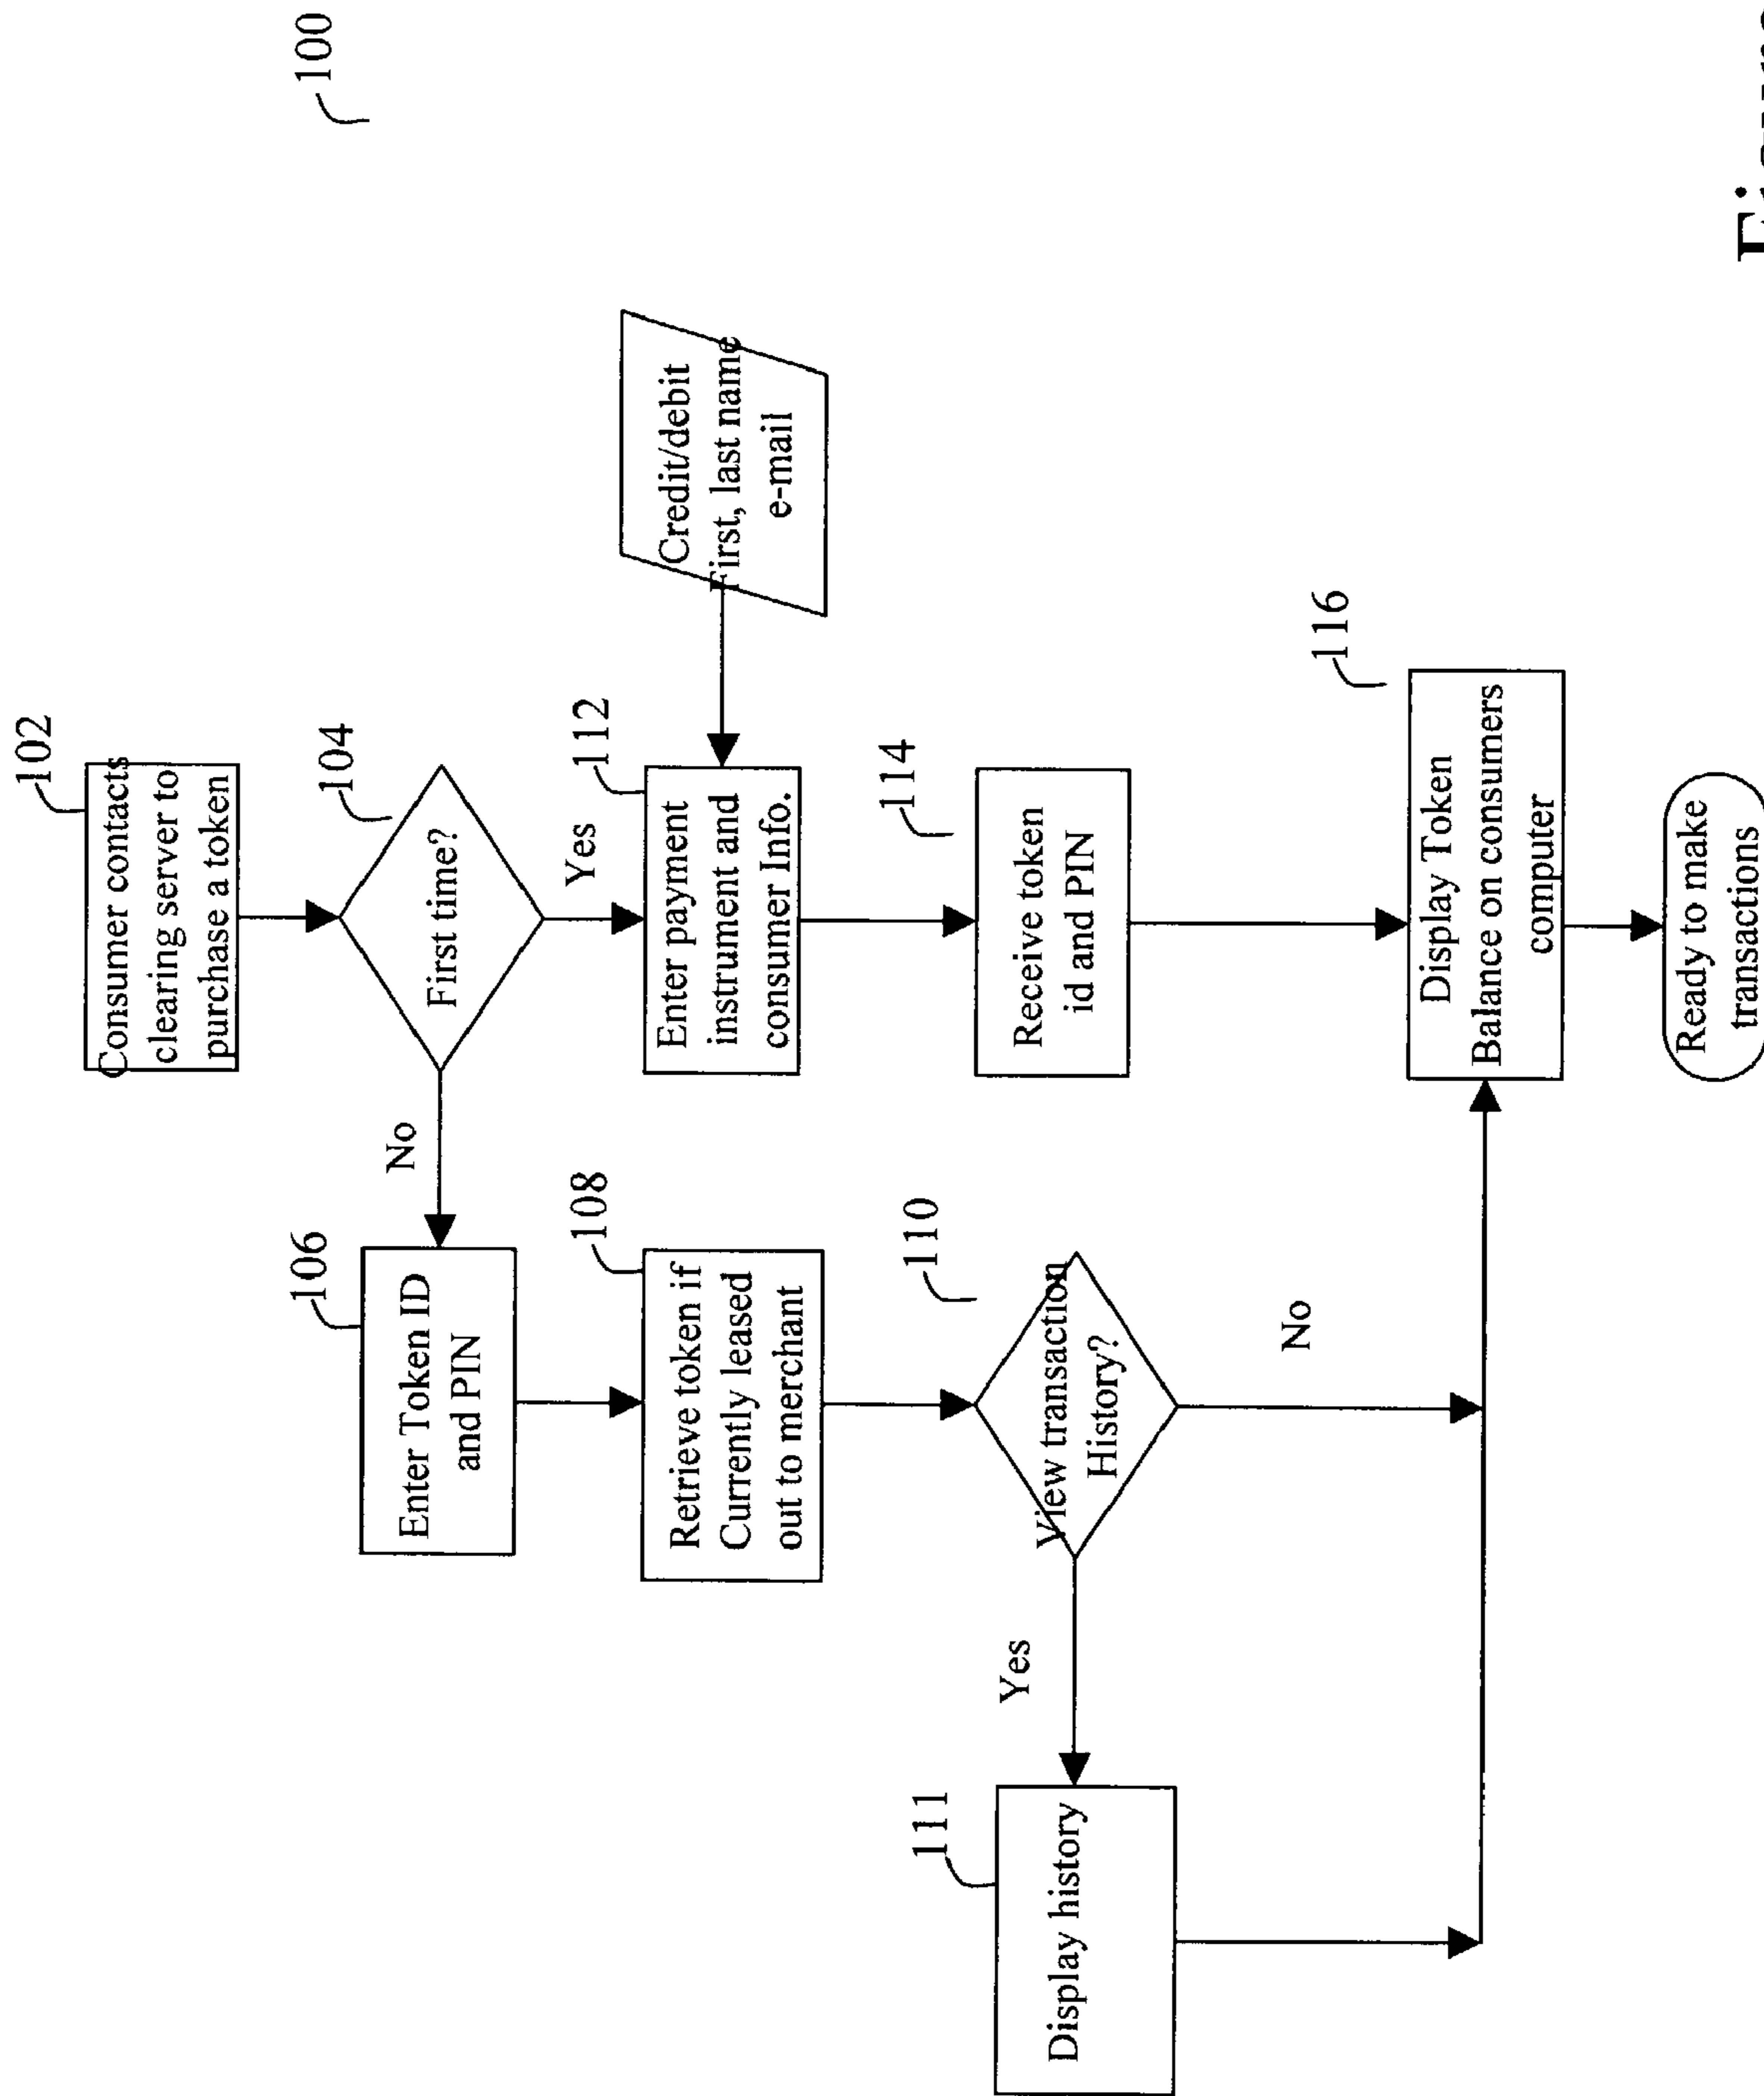 100
102
Consumer contacts
clearing server to
purchase a token
104
First time?
No
Yes
106
Enter Token ID
and PIN
112
Enter payment
instrument and
consumer Info.
Credit/debit
First, last name
e-mail
108
Retrieve token if
Currently leased
out to merchant
114
Receive token
id and PIN
110
View transaction
History?
Yes
No
111
Display history
116
Display Token
Balance on consumers
computer
Ready to make
transactions